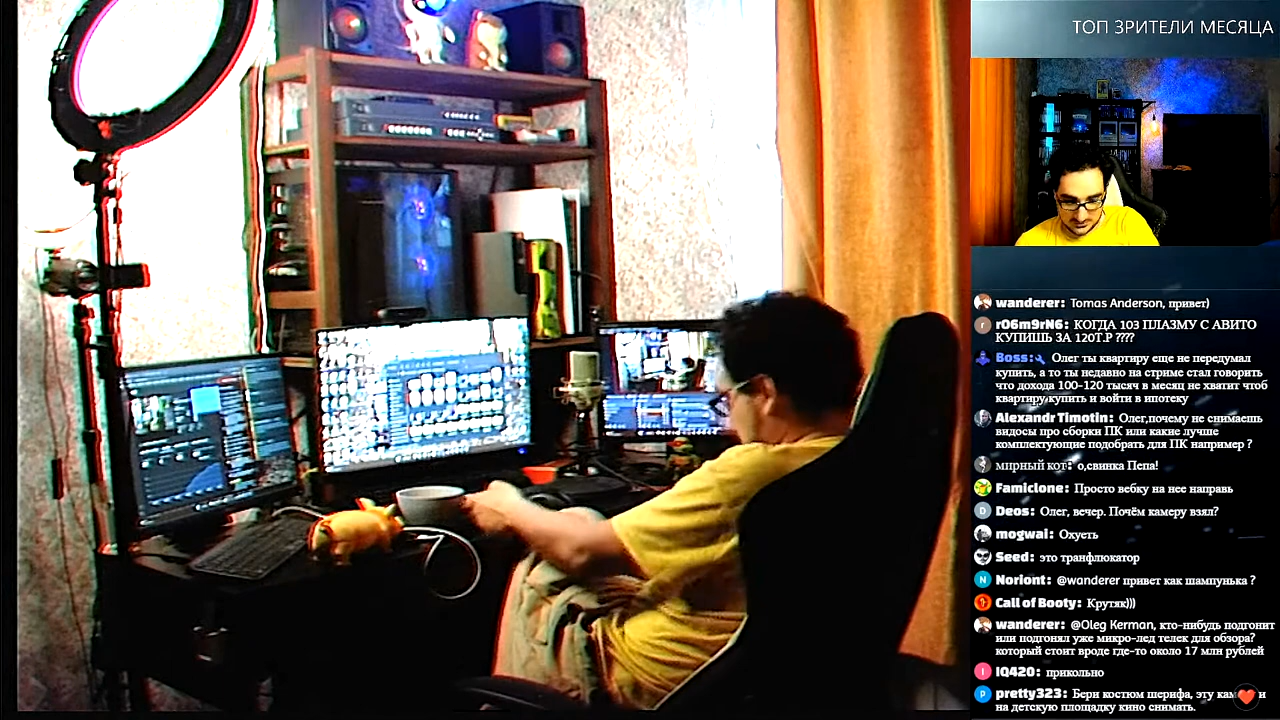 ТОП ЗРИТЕЛИ МЕСЯЦА
wanderer: Tomas Anderson, привет)
r06m9rN6: КОГДА 103 ПЛАЗМУ С АВИТО
КУПИШЬ ЗА 120Т.Р ????
Boss: Олег ты квартиру еще не передумал
купить, а то ты недавно на стриме стал говорить
что дохода 100-120 тысяч в месяц не хватит чтоб
квартиру купить и войти в ипотеку
Alexandr Timotin: Олег,почему не снимаешь
видосы про сборки ПК или какие лучше
комплектующие подобрать для ПК например ?
мирный кот: о,свинка Пепа!
Famiclone: Просто вебку на нее направь
Deos: Олег, вечер. Почём камеру взял?
mogwai: Охусть
Seed: это транфлюкатор
Norlont: @wanderer привет как шампунька ?
Call of Booty: Крутяк)))
wanderer: @Oleg Kerman, кто-нибудь подгонит
или подгонял уже микро-лед телек для обзора?
который стоит вроде где-то около 17 млн рублей
IQ420: прикольно
pretty323: Бери костюм шерифа, эту и
на детскую площадку кино снимать.